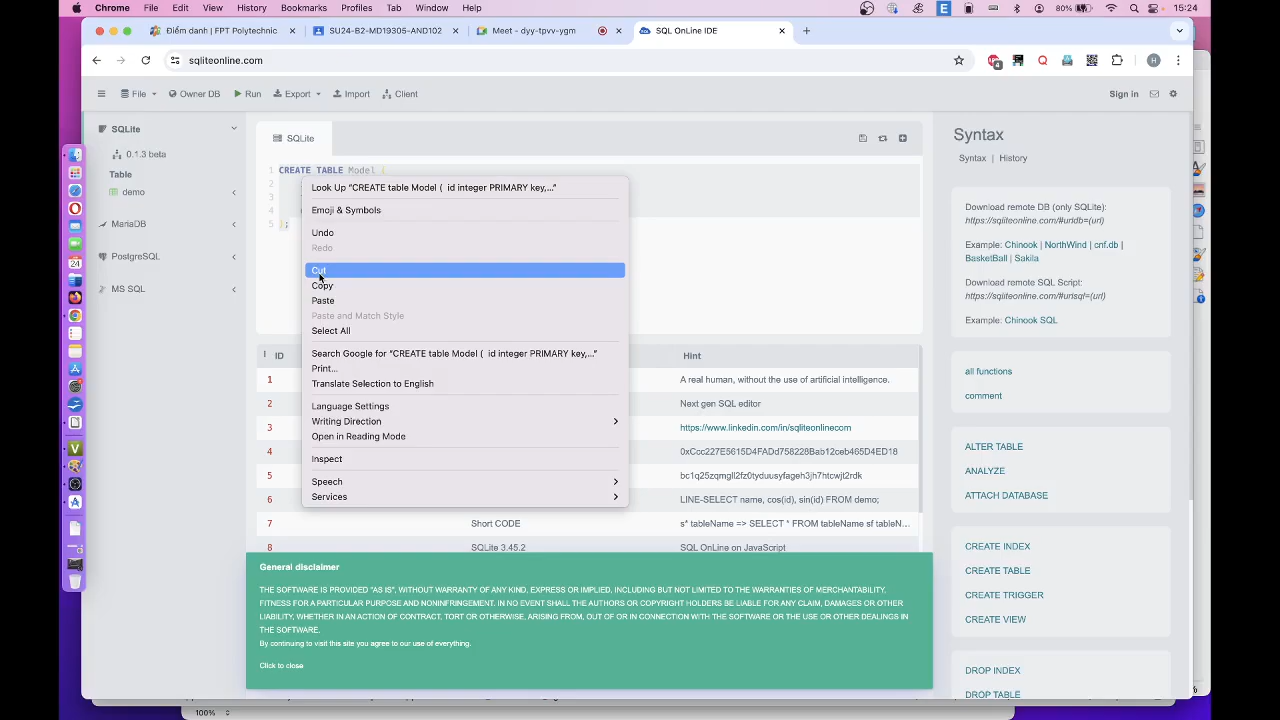 Chrome File Edit View History Bookmarks Profiles Tab Window Help 80% 15:24
Điểm danh | FPT Polytechnic SU24-B2-MD19305-AND102 Meet - dyy-tpvv-ygm SQL OnLine IDE
sqliteonline.com
File Owner DB Run Export Import Client Sign in
SQLite
0.1.3 beta
Table
demo
MariaDB
PostgreSQL
MS SQL
SQLite
1 CREATE TABLE Model (
2
3
4
5 );
Look Up “CREATE table Model ( id integer PRIMARY key,...”
Emoji & Symbols
Undo
Redo
Cut
Copy
Paste
Paste and Match Style
Select All
Search Google for “CREATE table Model ( id integer PRIMARY key,...”
Print...
Translate Selection to English
Language Settings
Writing Direction
Open in Reading Mode
Inspect
Speech
Services
ID Hint
1 A real human, without the use of artificial intelligence.
2 Next gen SQL editor
3 https://www.linkedin.com/in/sqliteonlinecom
4 0xCcc227E5615D4FADd758228Bab12ceb465D4ED18
5 bc1q25zqmgll2fz0tyduusyfageh3jh7htcwjt2rdk
6 LINE-SELECT name, cos(id), sin(id) FROM demo;
7 Short CODE s* tableName => SELECT * FROM tableName sf tableN...
8 SQLite 3.45.2 SQL OnLine on JavaScript
General disclaimer
THE SOFTWARE IS PROVIDED "AS IS", WITHOUT WARRANTY OF ANY KIND, EXPRESS OR IMPLIED, INCLUDING BUT NOT LIMITED TO THE WARRANTIES OF MERCHANTABILITY,
FITNESS FOR A PARTICULAR PURPOSE AND NONINFRINGEMENT. IN NO EVENT SHALL THE AUTHORS OR COPYRIGHT HOLDERS BE LIABLE FOR ANY CLAIM, DAMAGES OR OTHER
LIABILITY, WHETHER IN AN ACTION OF CONTRACT, TORT OR OTHERWISE, ARISING FROM, OUT OF OR IN CONNECTION WITH THE SOFTWARE OR THE USE OR OTHER DEALINGS IN
THE SOFTWARE.
By continuing to visit this site you agree to our use of everything.
Click to close
Syntax
Syntax | History
Download remote DB (only SQLite):
https://sqliteonline.com/#urldb=(url)
Example: Chinook | NorthWind | cnf.db |
BasketBall | Sakila
Download remote SQL Script:
https://sqliteonline.com/#urlsql=(url)
Example: Chinook SQL
all functions
comment
ALTER TABLE
ANALYZE
ATTACH DATABASE
CREATE INDEX
CREATE TABLE
CREATE TRIGGER
CREATE VIEW
DROP INDEX
DROP TABLE
100%